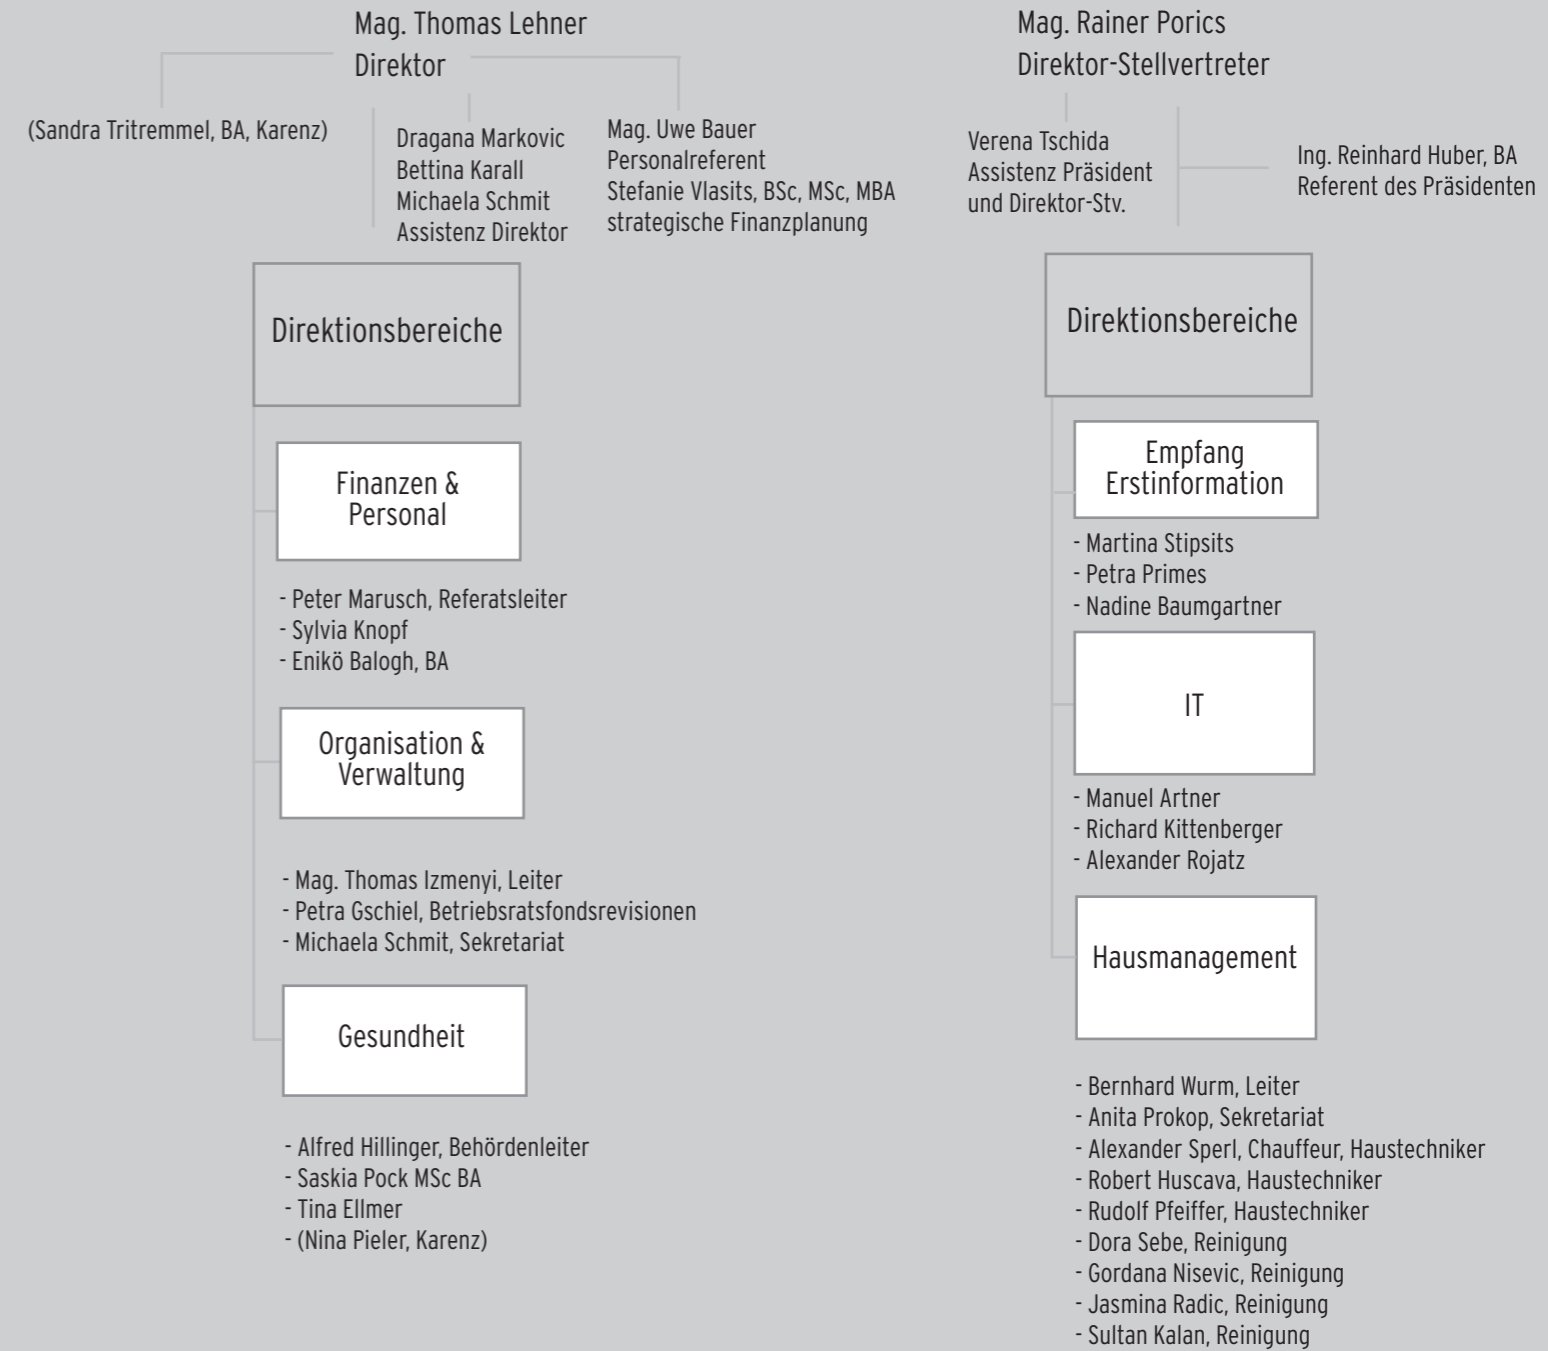 Mag. Thomas Lehner
Direktor
(Sandra Tritremmel, BA, Karenz)
Dragana Markovic
Bettina Karall
Michaela Schmit
Assistenz Direktor
Mag. Uwe Bauer
Personalreferent
Stefanie Vlasits, BSc, MSc, MBA
strategische Finanzplanung
Direktionsbereiche
Finanzen &
Personal
- Peter Marusch, Referatsleiter
- Sylvia Knopf
- Enikö Balogh, BA
Organisation &
Verwaltung
- Mag. Thomas Izmenyi, Leiter
- Petra Gschiel, Betriebsratsfondsrevisionen
- Michaela Schmit, Sekretariat
Gesundheit
- Alfred Hillinger, Behördenleiter
- Saskia Pock MSc BA
- Tina Ellmer
- (Nina Pieler, Karenz)
Mag. Rainer Porics
Direktor-Stellvertreter
Verena Tschida
Assistenz Präsident
und Direktor-Stv.
Ing. Reinhard Huber, BA
Referent des Präsidenten
Direktionsbereiche
Empfang
Erstinformation
- Martina Stipsits
- Petra Primes
- Nadine Baumgartner
IT
- Manuel Artner
- Richard Kittenberger
- Alexander Rojatz
Hausmanagement
- Bernhard Wurm, Leiter
- Anita Prokop, Sekretariat
- Alexander Sperl, Chauffeur, Haustechniker
- Robert Huscava, Haustechniker
- Rudolf Pfeiffer, Haustechniker
- Dora Sebe, Reinigung
- Gordana Nisevic, Reinigung
- Jasmina Radic, Reinigung
- Sultan Kalan, Reinigung